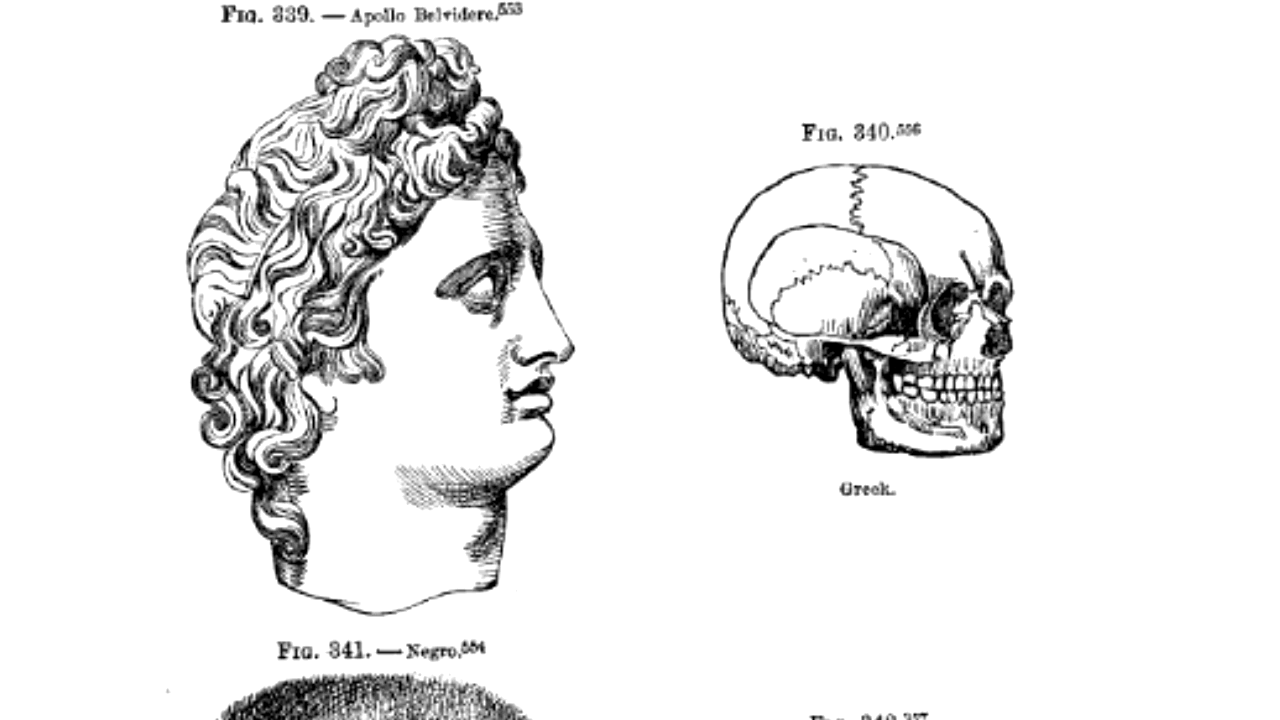 FIG. 339. — Apollo Belvidere.553
FIG. 340.556
Greek.
FIG. 341. — Negro.554